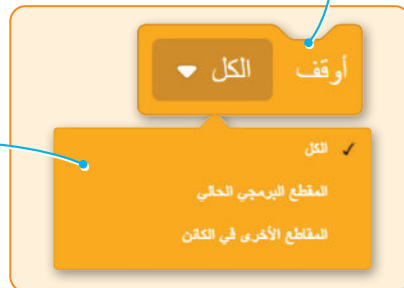 أوقف الكل
الكل
المقطع البرمجي الحالي
المقاطع الأخرى في الكائن